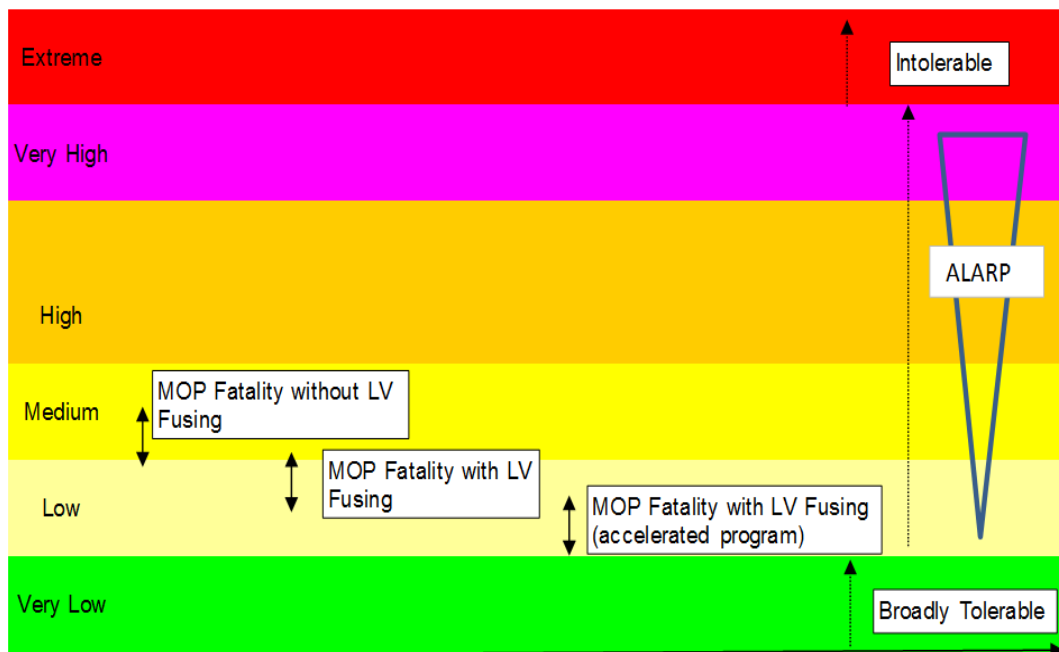 Extreme
Intolerable
Very High
ALARP
High
MOP Fatality without LV
Fusing
Medium
MOP Fatality with LV
Fusing
Low
MOP Fatality with LV Fusing
(accelerated program)
Very Low
Broadly Tolerable